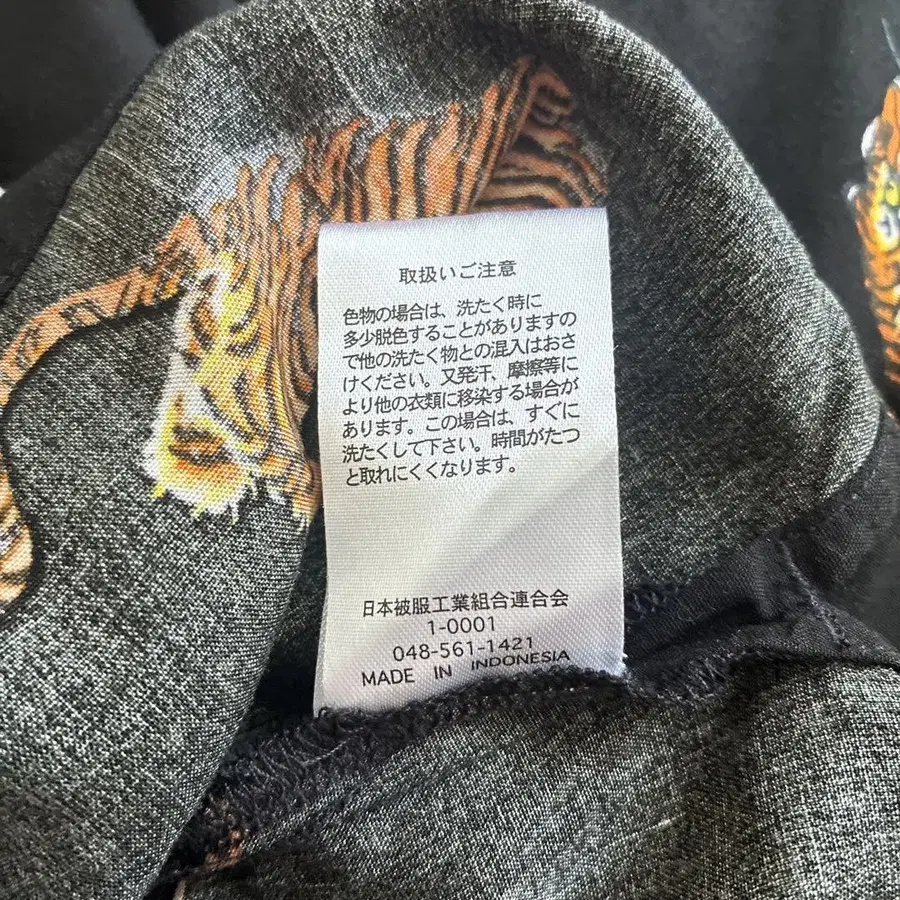 取扱いご注意
色物の場合は、洗たく時に
多少脱色することがありますの
で他の洗たく物との混入はおさ
けください。又発汗、摩擦等に
より他の衣類に移染する場合が
あります。この場合は、すぐに
洗たくして下さい。時間がたつ
と取れにくくなります。
日本被服工業組合連合会
1-0001
048-561-1421
MADE IN INDONESIA